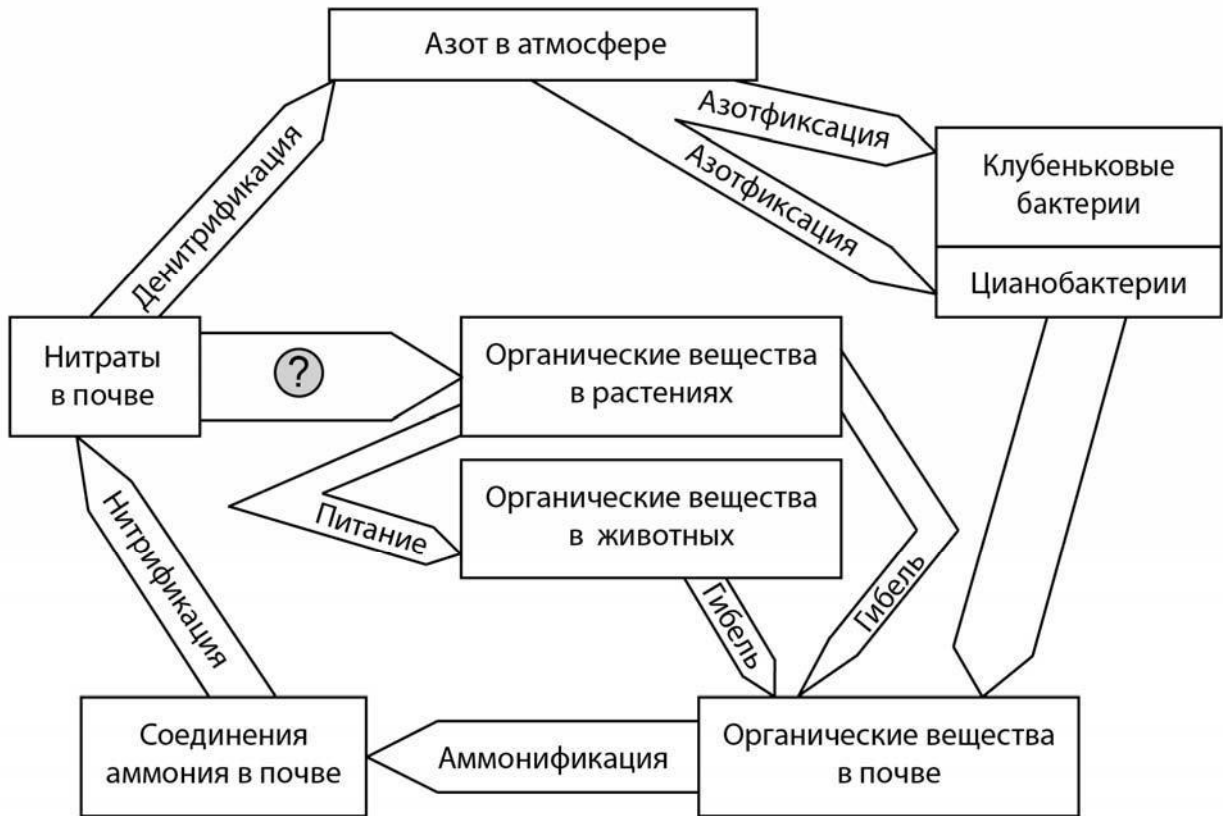 Азот в атмосфере
Азотфиксация
Азотфиксация
Клубеньковые
бактерии
Цианобактерии
Денитрификация
Нитраты
в почве
?
Органические вещества
в растениях
Органические вещества
в животных
Питание
Гибель
Гибель
Нитрификация
Соединения
аммония в почве
Аммонификация
Органические вещества
в почве